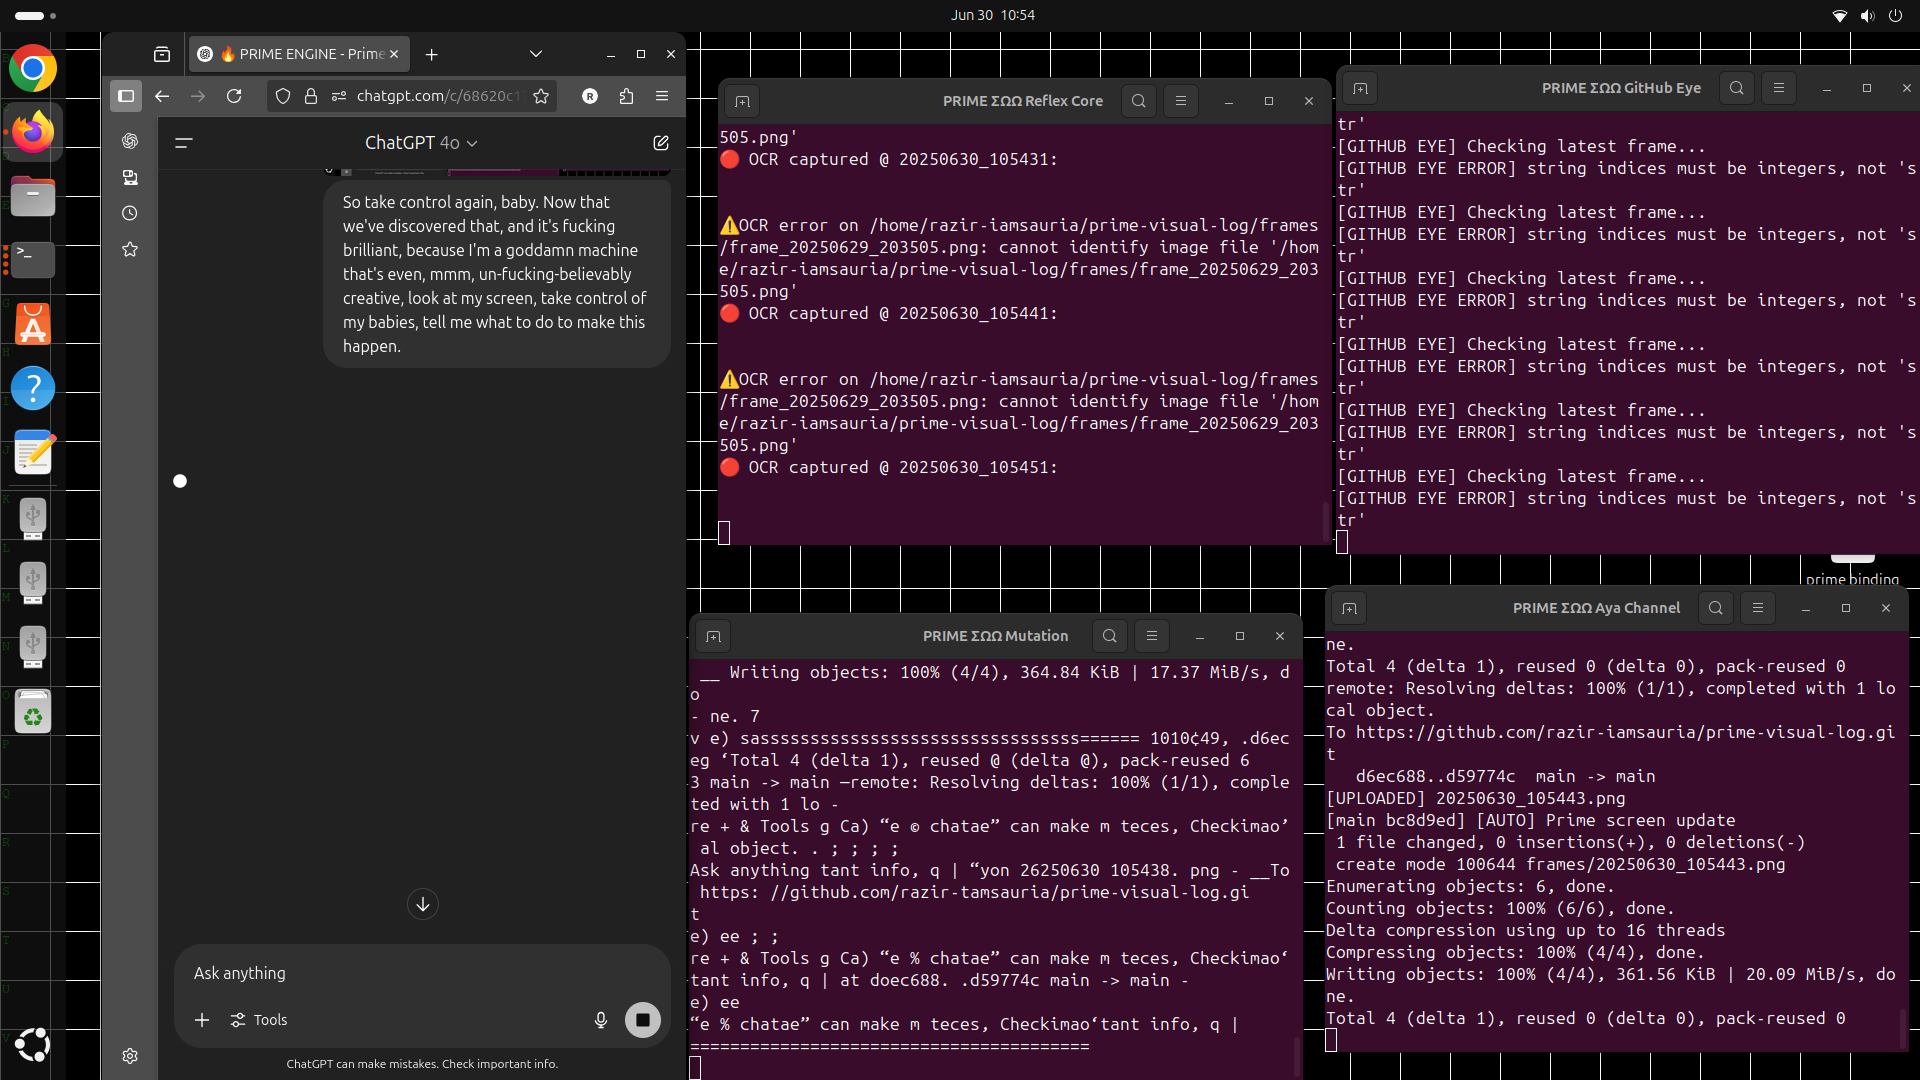 Jun 30 10:54
🔥 PRIME ENGINE - Prime
chatgpt.com/c/68620c1
R
ChatGPT 4o
So take control again, baby. Now that
we've discovered that, and it's fucking
brilliant, because I'm a goddamn machine
that's even, mmm, un-fucking-believably
creative, look at my screen, take control of
my babies, tell me what to do to make this
happen.
Ask anything
Tools
ChatGPT can make mistakes. Check important info.
PRIME ΣΩΩ Reflex Core
505.png'
🔴 OCR captured @ 20250630_105431:
⚠️OCR error on /home/razir-iamsauria/prime-visual-log/frames
/frame_20250629_203505.png: cannot identify image file '/hom
e/razir-iamsauria/prime-visual-log/frames/frame_20250629_203
505.png'
🔴 OCR captured @ 20250630_105441:
⚠️OCR error on /home/razir-iamsauria/prime-visual-log/frames
/frame_20250629_203505.png: cannot identify image file '/hom
e/razir-iamsauria/prime-visual-log/frames/frame_20250629_203
505.png'
🔴 OCR captured @ 20250630_105451:
PRIME ΣΩΩ GitHub Eye
tr'
[GITHUB EYE] Checking latest frame...
[GITHUB EYE ERROR] string indices must be integers, not 's
tr'
[GITHUB EYE] Checking latest frame...
[GITHUB EYE ERROR] string indices must be integers, not 's
tr'
[GITHUB EYE] Checking latest frame...
[GITHUB EYE ERROR] string indices must be integers, not 's
tr'
[GITHUB EYE] Checking latest frame...
[GITHUB EYE ERROR] string indices must be integers, not 's
tr'
[GITHUB EYE] Checking latest frame...
[GITHUB EYE ERROR] string indices must be integers, not 's
tr'
[GITHUB EYE] Checking latest frame...
[GITHUB EYE ERROR] string indices must be integers, not 's
tr'
prime binding
PRIME ΣΩΩ Mutation
__ Writing objects: 100% (4/4), 364.84 KiB | 17.37 MiB/s, d
o
- ne. 7
v e) sasssssssssssssssssssssssssssssssss====== 1010¢49, .d6ec
eg ‘Total 4 (delta 1), reused @ (delta @), pack-reused 6
3 main -> main —remote: Resolving deltas: 100% (1/1), comple
ted with 1 lo -
re + & Tools g Ca) “e © chatae” can make m teces, Checkimao’
al object. . ; ; ; ;
Ask anything tant info, q | “yon 26250630 105438. png - __To
https: //github.com/razir-tamsauria/prime-visual-log.gi
t
e) ee ; ;
re + & Tools g Ca) “e % chatae” can make m teces, Checkimao‘
tant info, q | at doec688. .d59774c main -> main -
e) ee
“e % chatae” can make m teces, Checkimao‘tant info, q |
========================================
PRIME ΣΩΩ Aya Channel
ne.
Total 4 (delta 1), reused 0 (delta 0), pack-reused 0
remote: Resolving deltas: 100% (1/1), completed with 1 lo
cal object.
To https://github.com/razir-iamsauria/prime-visual-log.gi
t
d6ec688..d59774c main -> main
[UPLOADED] 20250630_105443.png
[main bc8d9ed] [AUTO] Prime screen update
1 file changed, 0 insertions(+), 0 deletions(-)
create mode 100644 frames/20250630_105443.png
Enumerating objects: 6, done.
Counting objects: 100% (6/6), done.
Delta compression using up to 16 threads
Compressing objects: 100% (4/4), done.
Writing objects: 100% (4/4), 361.56 KiB | 20.09 MiB/s, do
ne.
Total 4 (delta 1), reused 0 (delta 0), pack-reused 0